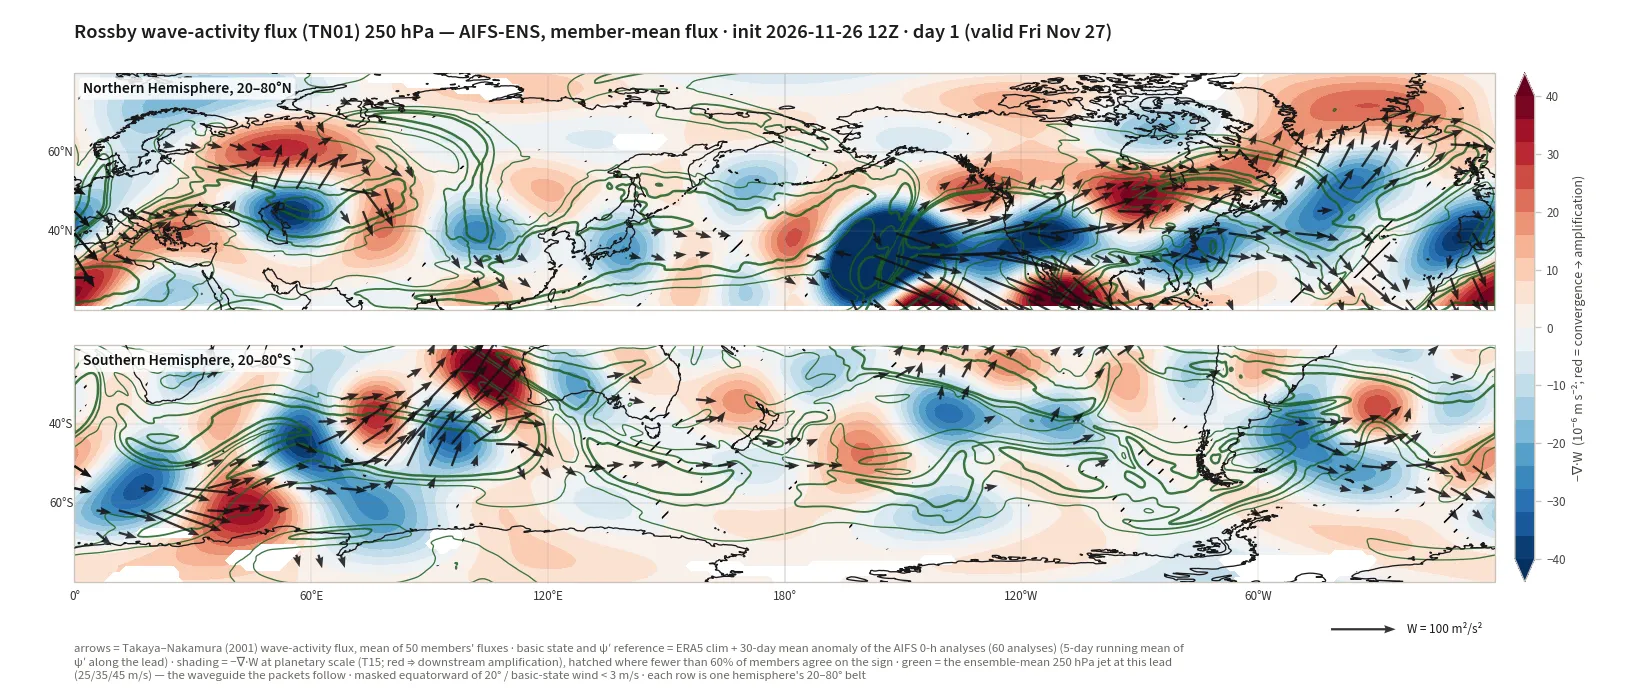 Rossby wave-activity flux (TN01) 250 hPa — AIFS-ENS, member-mean flux · init 2026-11-26 12Z · day 1 (valid Fri Nov 27)
Northern Hemisphere, 20–80°N
60°N
40°N
Southern Hemisphere, 20–80°S
40°S
60°S
0°
60°E
120°E
180°
120°W
60°W
40
30
20
10
0
−10
−20
−30
−40
−∇·W (10⁻⁶ m s⁻²; red = convergence → amplification)
W = 100 m²/s²
arrows = Takaya–Nakamura (2001) wave-activity flux, mean of 50 members' fluxes · basic state and ψ' reference = ERA5 clim + 30-day mean anomaly of the AIFS 0-h analyses (60 analyses) (5-day running mean of
ψ' along the lead) · shading = −∇·W at planetary scale (T15; red ⇒ downstream amplification), hatched where fewer than 60% of members agree on the sign · green = the ensemble-mean 250 hPa jet at this lead
(25/35/45 m/s) — the waveguide the packets follow · masked equatorward of 20° / basic-state wind < 3 m/s · each row is one hemisphere's 20–80° belt